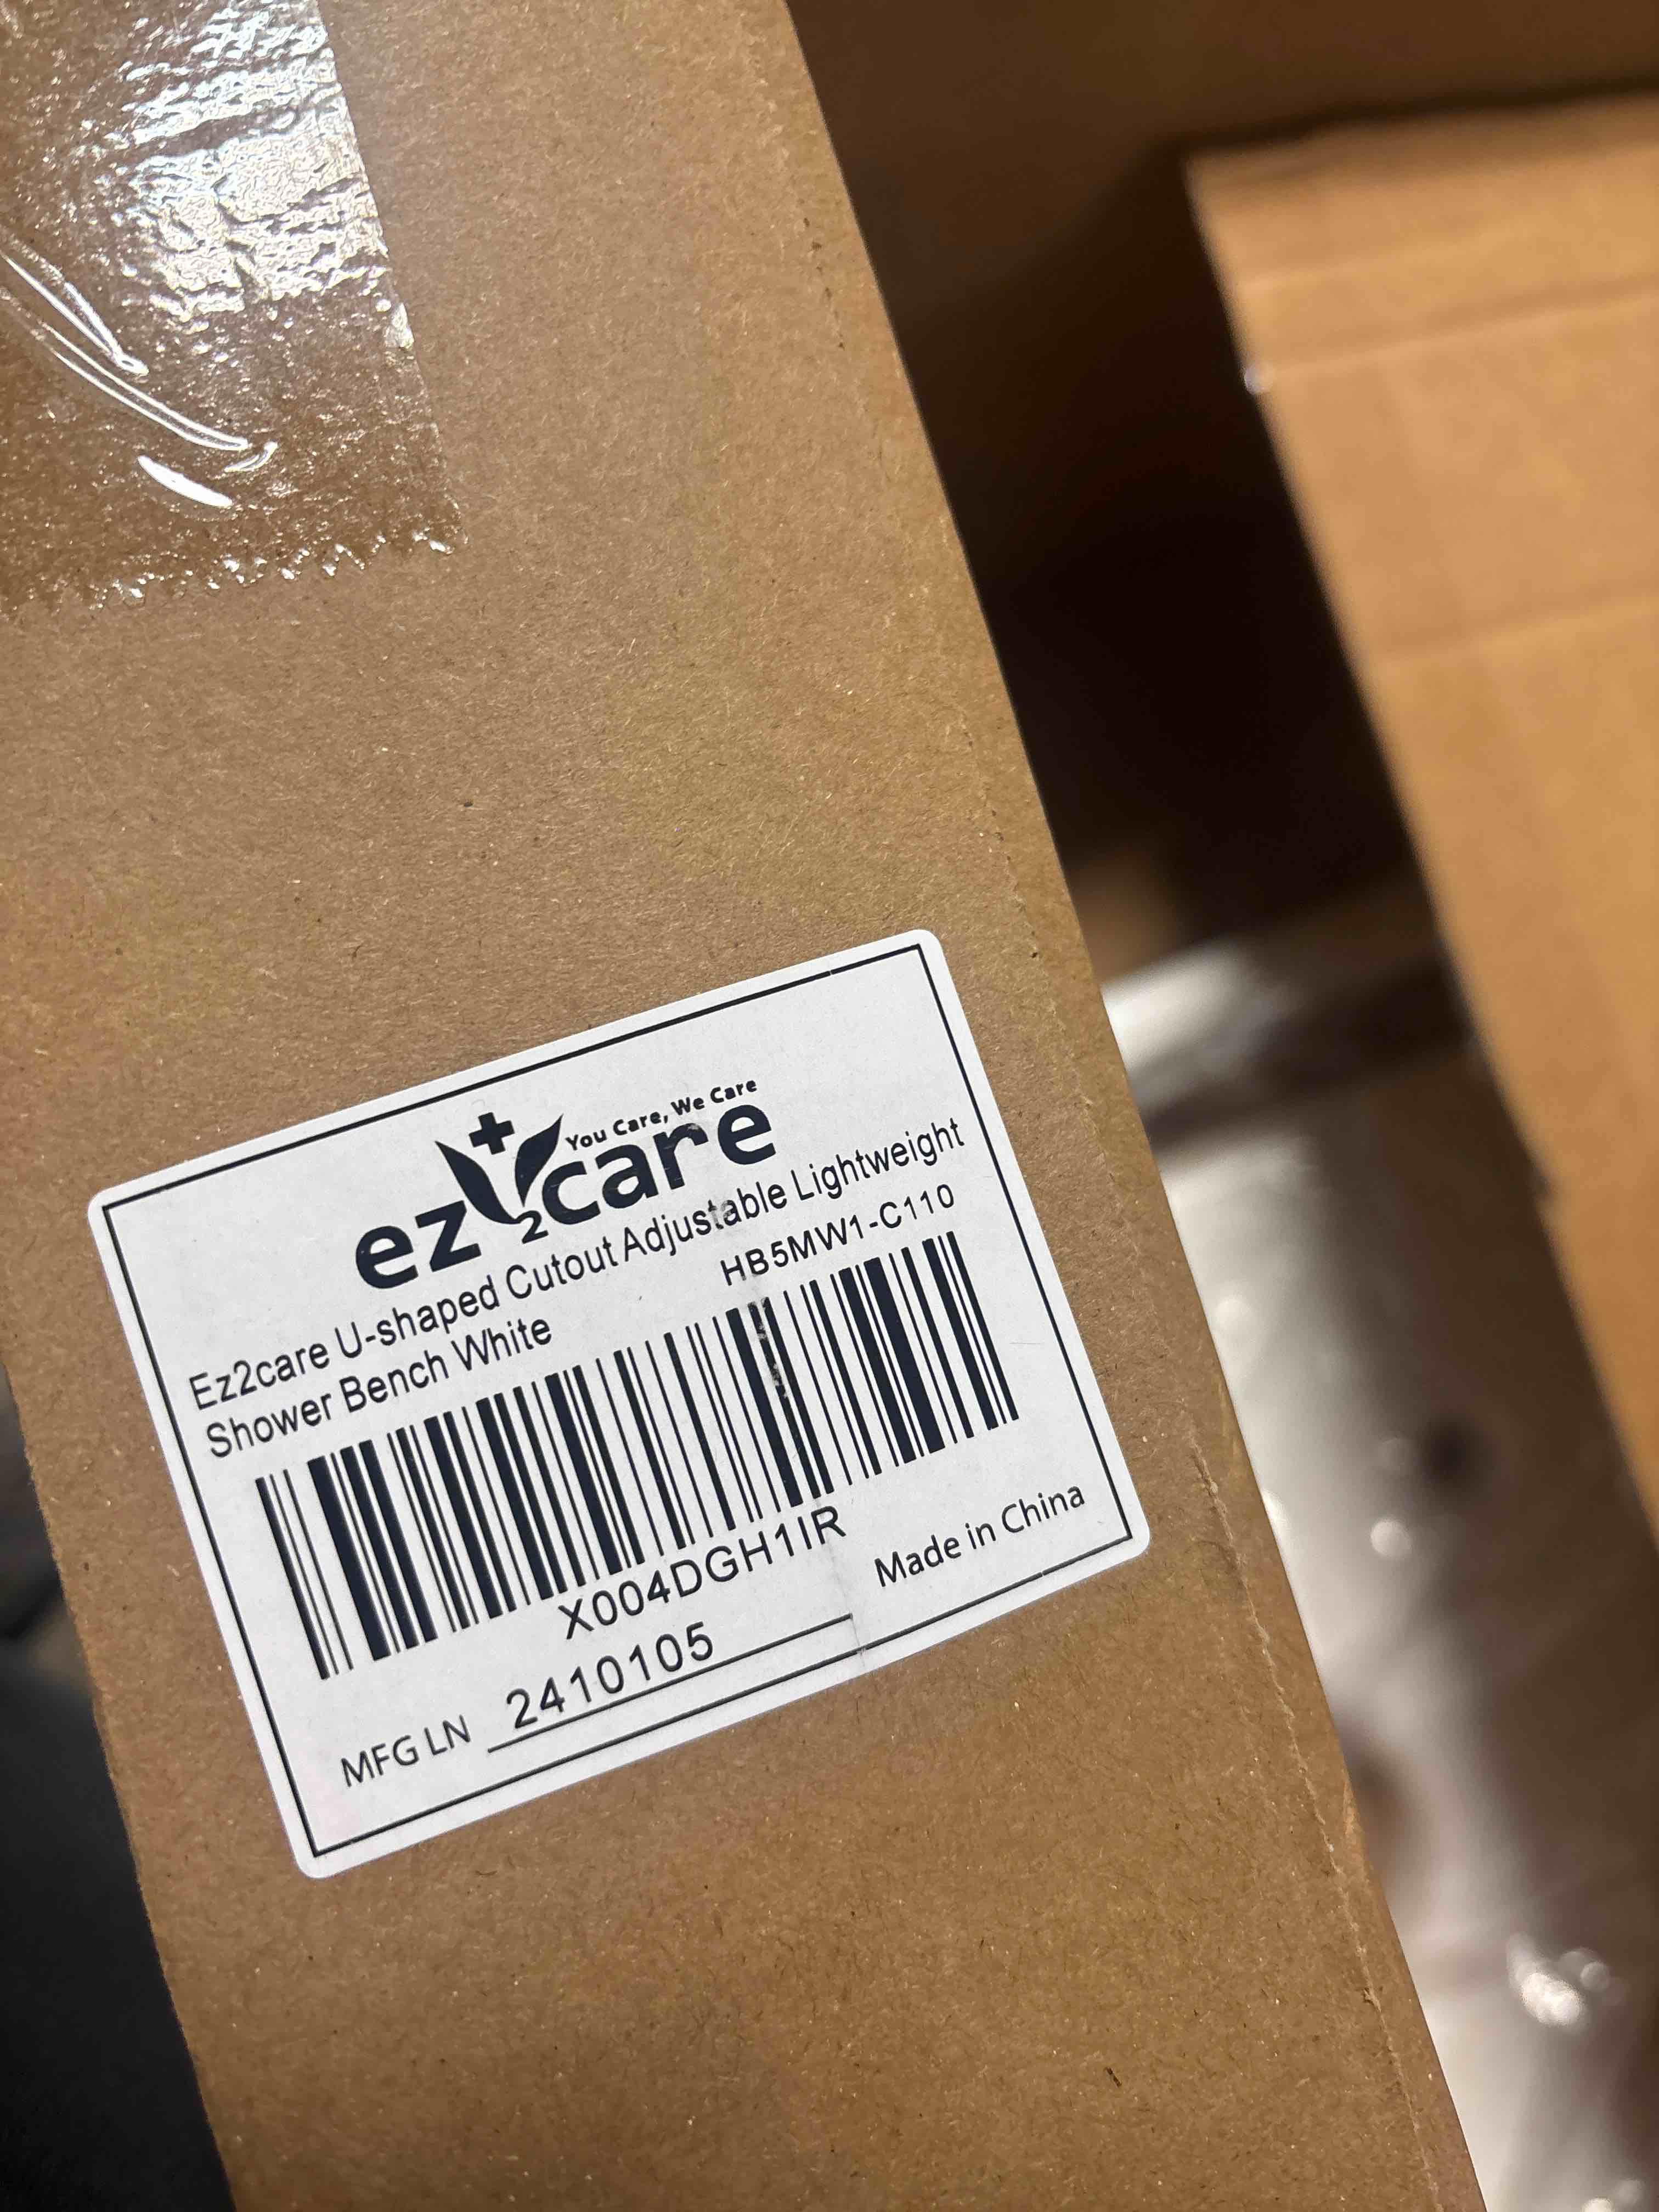 You Care, We Care
ez2care
Ez2care U-shaped Cutout Adjustable Lightweight
Shower Bench White
HB5MW1-C110
X004DGH1IR
MFG LN 2410105
Made in China